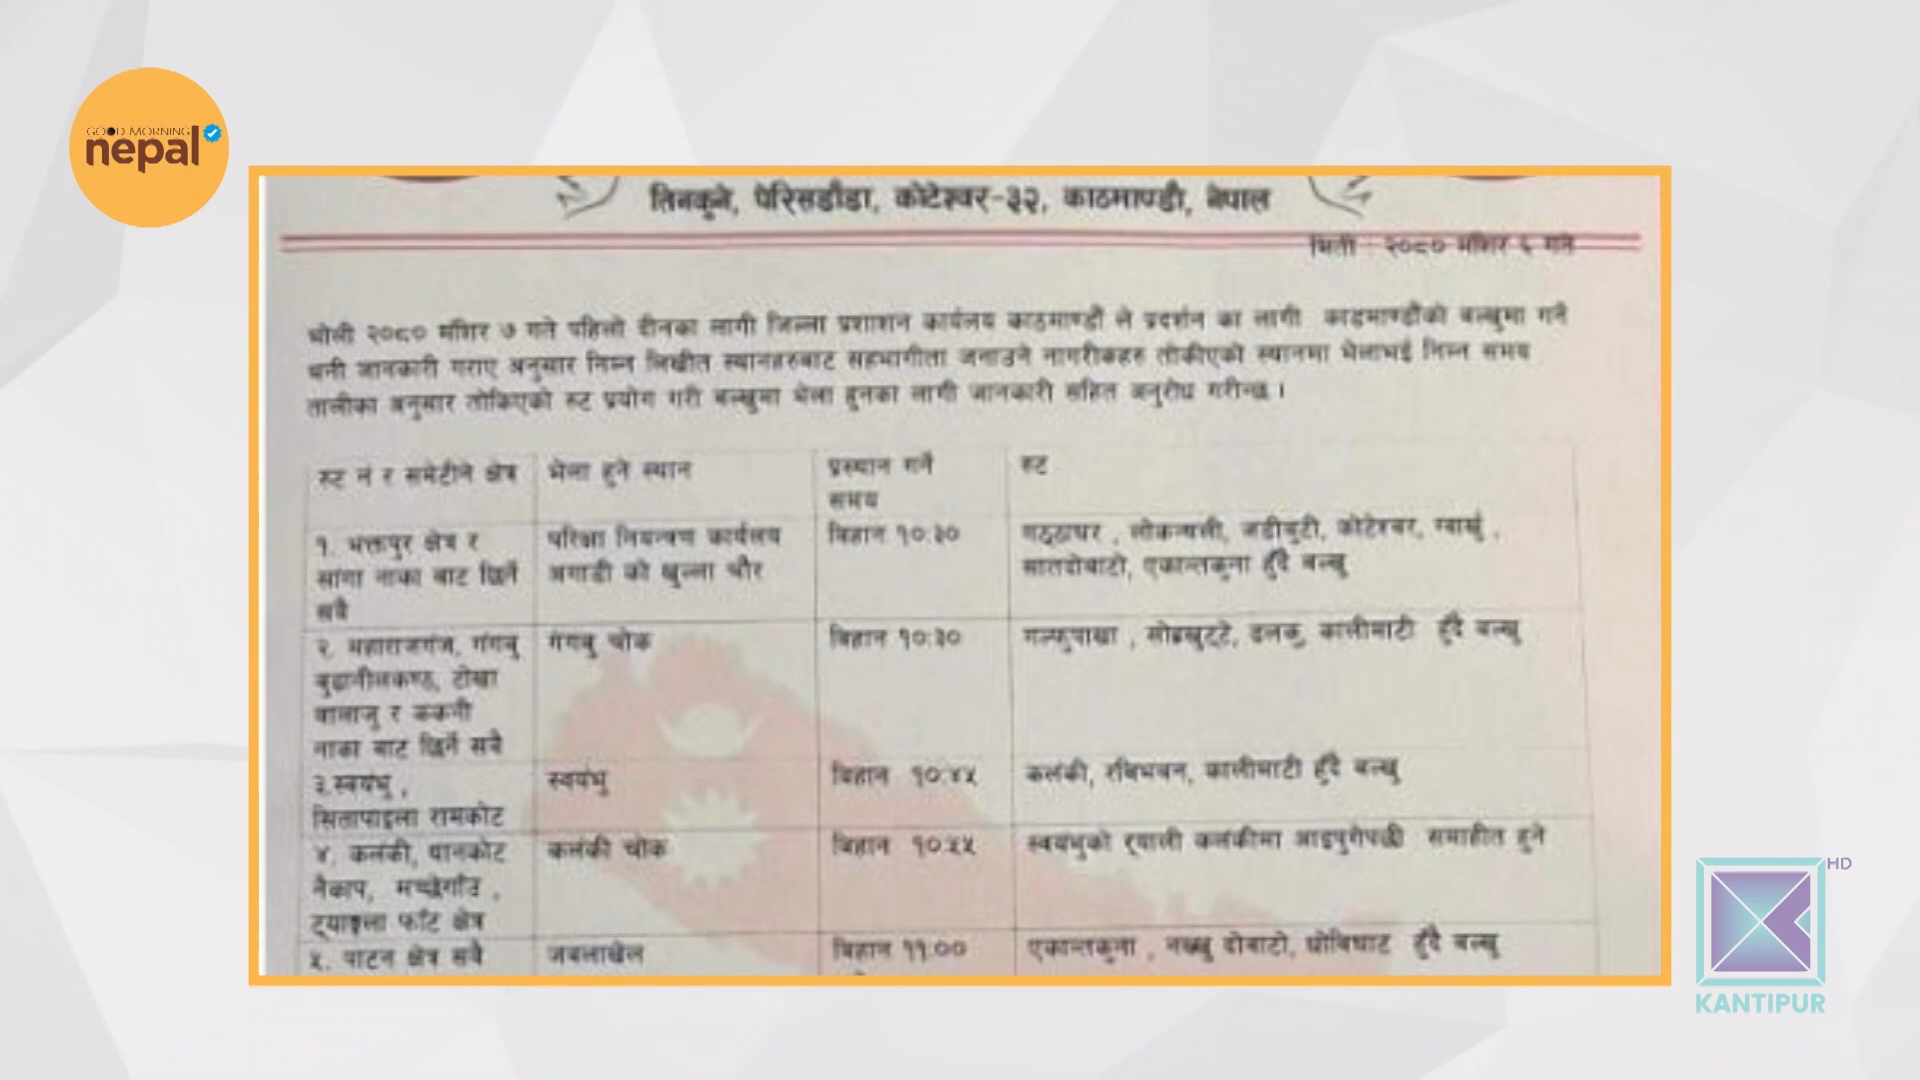 GOOD MORNING
nepal
तिनकुने, पेरिसडाँडा, कोटेश्वर-३२, काठमाण्डौ, नेपाल
मिती : २०८० मंशिर ६ गते
भोली २०८० मंशिर ७ गते पहिलो दीनका लागी जिल्ला प्रशाशन कार्यलय काठमाण्डौं ले प्रदर्शन का लागी काठमाण्डौंको बल्खुमा गर्ने
भनी जानकारी गराए अनुसार निम्न लिखीत स्थानहरुबाट सहभागीता जनाउने नागरीकहरु तोकीएको स्थानमा भेलाभई निम्न समय
तालीका अनुसार तोकिएको रुट प्रयोग गरी बल्खुमा भेला हुनका लागी जानकारी सहित अनुरोध गरीन्छ ।
रुट नं र समेटीने क्षेत्र
भेला हुने स्थान
प्रस्थान गर्ने
समय
रुट
१. भक्तपुर क्षेत्र र
सांगा नाका बाट छिर्ने
सबै
परिक्षा नियन्त्रण कार्यलय
अगाडी को खुल्ला चौर
बिहान १०:३०
गठ्ठाघर , लोकन्थली, जडीबुटी, कोटेश्वर, ग्वार्खु ,
सातदोबाटो, एकान्तकुना हुँदै बल्खु
२. महाराजगंज, गंगबु
बुढानीलकण्ठ, टोखा
बालाजु र ककनी
नाका बाट छिर्ने सबै
गंगबु चोक
बिहान १०:३०
गल्फुपाखा , सोह्रखुट्टे, ढलकु, कालीमाटी हुँदै बल्खु
३.स्वयंभु ,
सितापाइला रामकोट
स्वयंभु
बिहान १०:४५
कलंकी, रबिभवन, कालीमाटी हुँदै बल्खु
४. कलंकी, थानकोट
नैकाप, मच्छेगाँउ ,
ट्याङ्ला फाँट क्षेत्र
कलंकी चोक
बिहान १०:५५
स्वयंभुको र्‍याली कलंकीमा आइपुगेपछी समाहीत हुने
५. पाटन क्षेत्र सबै
जवलाखेल
बिहान ११:००
एकान्तकुना , नख्खु दोबाटो, धोबिघाट हुँदै बल्खु
HD
KANTIPUR